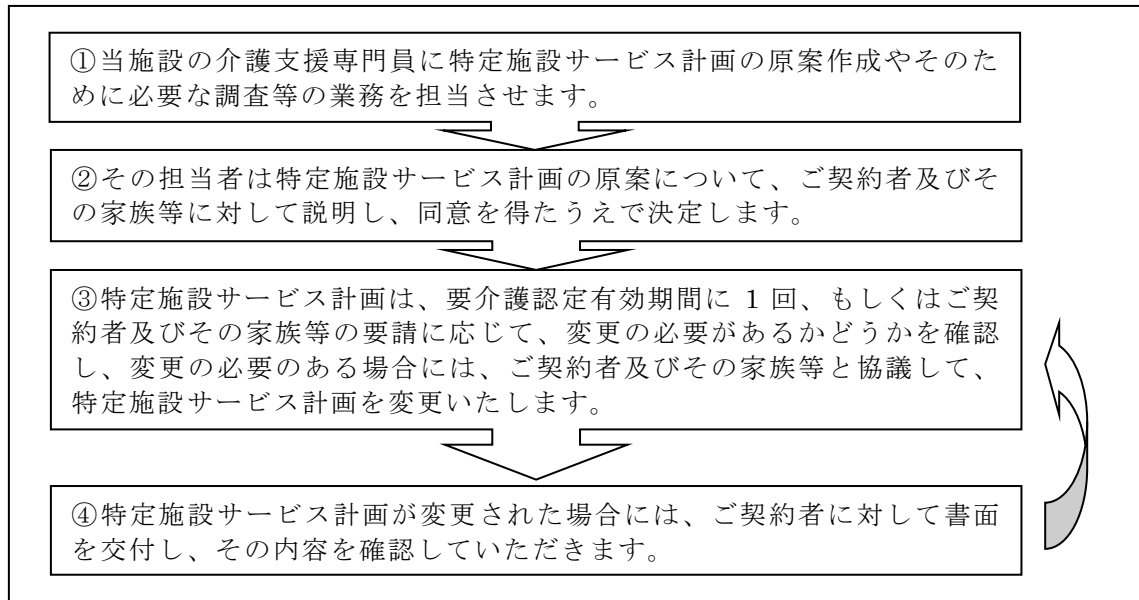 ①当施設の介護支援専門員に特定施設サービス計画の原案作成やそのた
めに必要な調査等の業務を担当させます。
②その担当者は特定施設サービス計画の原案について、ご契約者及びそ
の家族等に対して説明し、同意を得たうえで決定します。
③特定施設サービス計画は、要介護認定有効期間に 1 回、もしくはご契
約者及びその家族等の要請に応じて、変更の必要があるかどうかを確認
し、変更の必要のある場合には、ご契約者及びその家族等と協議して、
特定施設サービス計画を変更いたします。
④特定施設サービス計画が変更された場合には、ご契約者に対して書面
を交付し、その内容を確認していただきます。